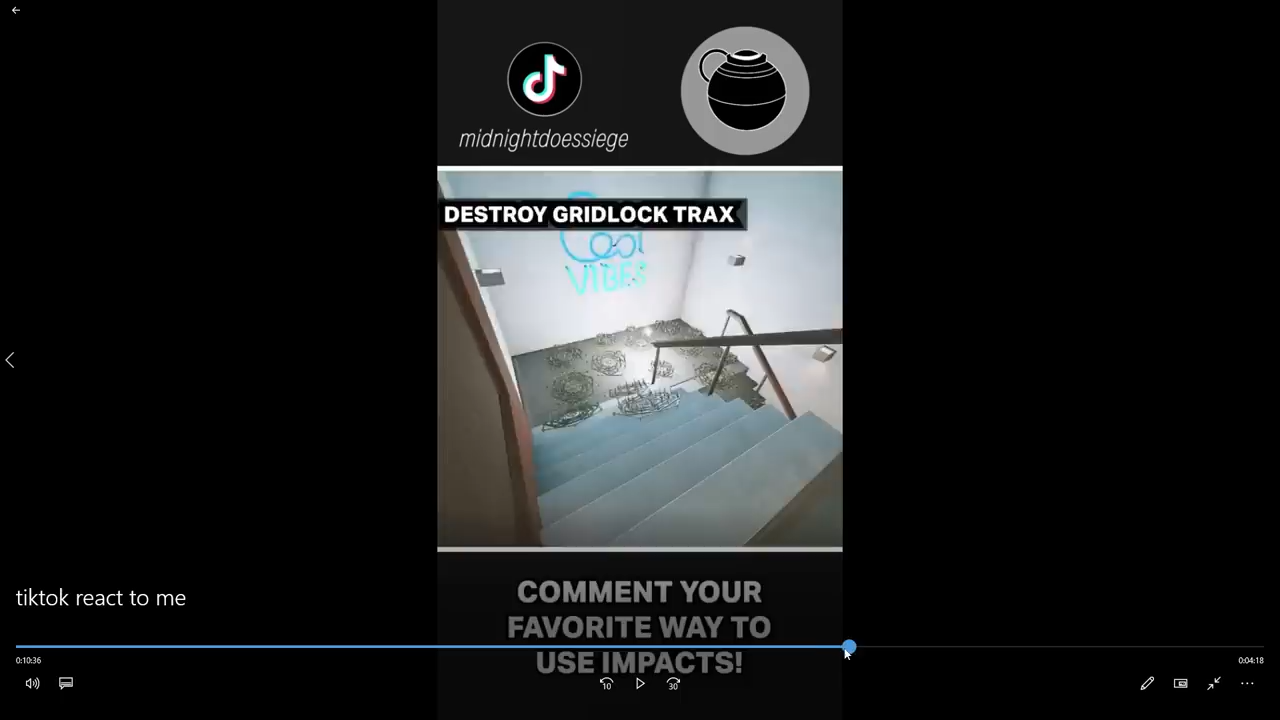 midnightdoessiege
DESTROY GRIDLOCK TRAX
Cool
VIBES
tiktok react to me
COMMENT YOUR
FAVORITE WAY TO
USE IMPACTS!
0:10:36
0:04:18
10
30